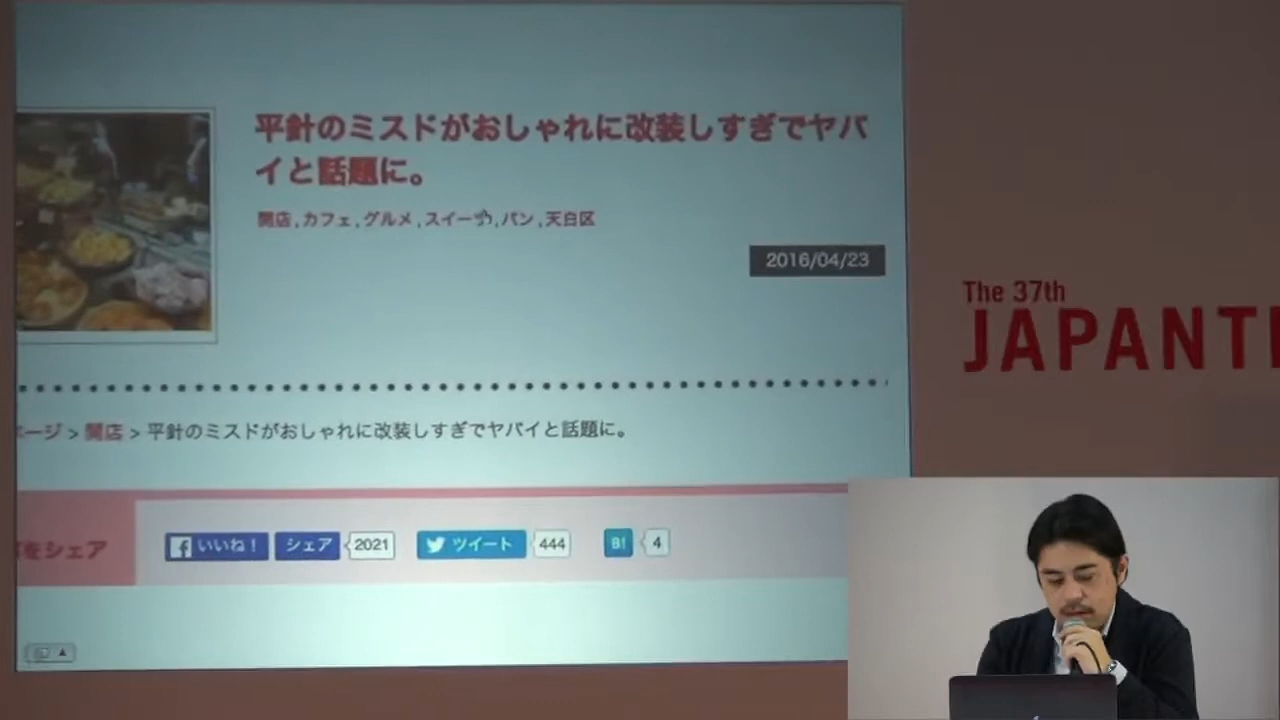 平針のミスドがおしゃれに改装しすぎでヤバ
イと話題に。
開店,カフェ,グルメ,スイーツ,パン,天白区
2016/04/23
The 37th
JAPANT
ページ > 開店 > 平針のミスドがおしゃれに改装しすぎでヤバイと話題に。
をシェア
いいね! シェア 2021 ツイート 444 B! 4